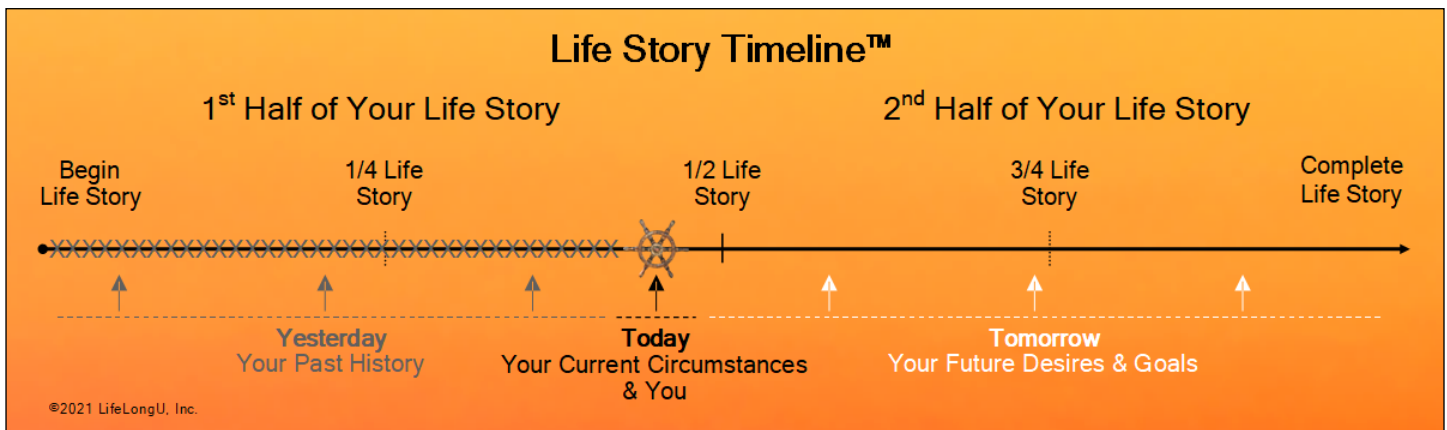 Life Story Timeline™
1st Half of Your Life Story
2nd Half of Your Life Story
Begin
Life Story
1/4 Life
Story
1/2 Life
Story
3/4 Life
Story
Complete
Life Story
Yesterday
Your Past History
Today
Your Current Circumstances
& You
Tomorrow
Your Future Desires & Goals
©2021 LifeLongU, Inc.